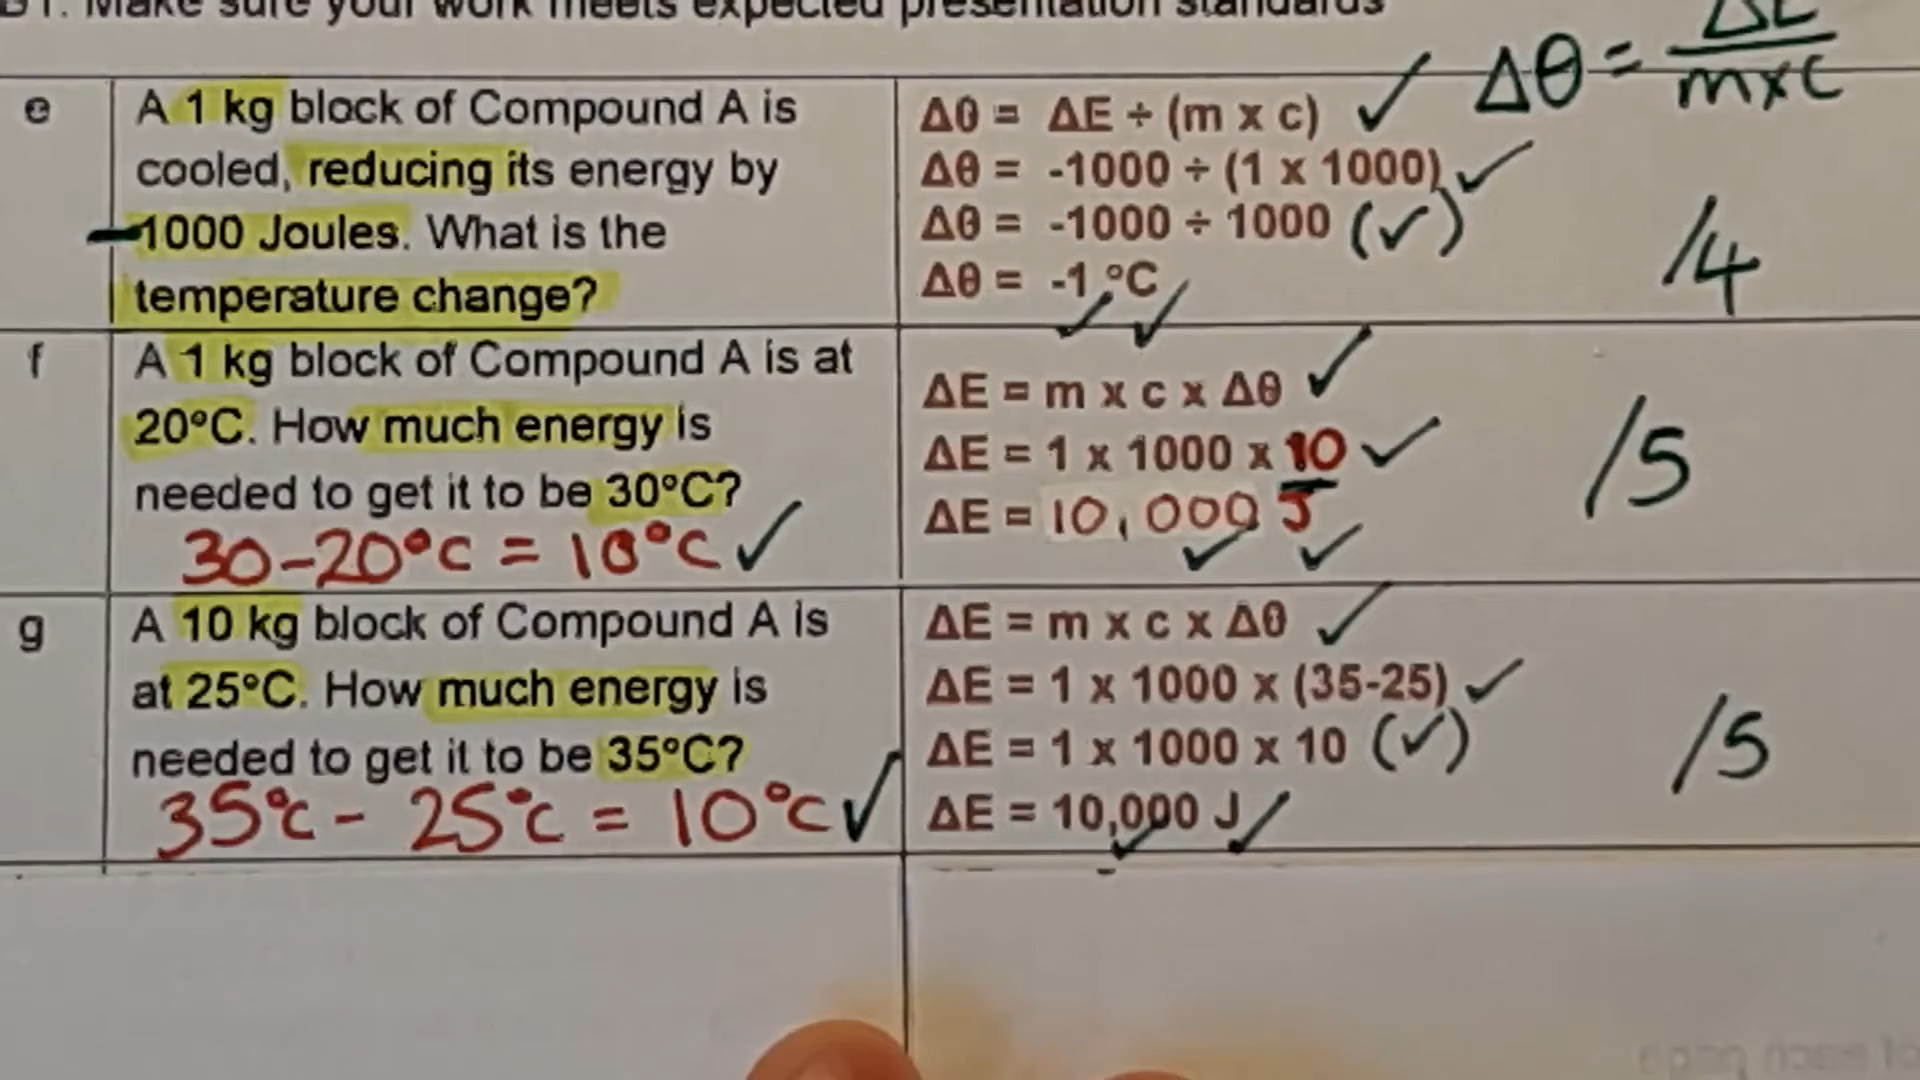 Make sure your work meets expected presentation standards
Δθ = ΔE
m×c
e
A 1 kg block of Compound A is
cooled, reducing its energy by
-1000 Joules. What is the
temperature change?
Δθ = ΔE ÷ (m x c) ✓
Δθ = -1000 ÷ (1 x 1000) ✓
Δθ = -1000 ÷ 1000 (✓)
Δθ = -1 °C
✓ ✓
/4
f
A 1 kg block of Compound A is at
20°C. How much energy is
needed to get it to be 30°C?
30-20°C = 10°C ✓
ΔE = m x c x Δθ ✓
ΔE = 1 x 1000 x 10 ✓
ΔE = 10,000 J
✓ ✓
/5
g
A 10 kg block of Compound A is
at 25°C. How much energy is
needed to get it to be 35°C?
35°C - 25°C = 10°C ✓
ΔE = m x c x Δθ ✓
ΔE = 1 x 1000 x (35-25) ✓
ΔE = 1 x 1000 x 10 (✓)
ΔE = 10,000 J
✓ ✓
/5